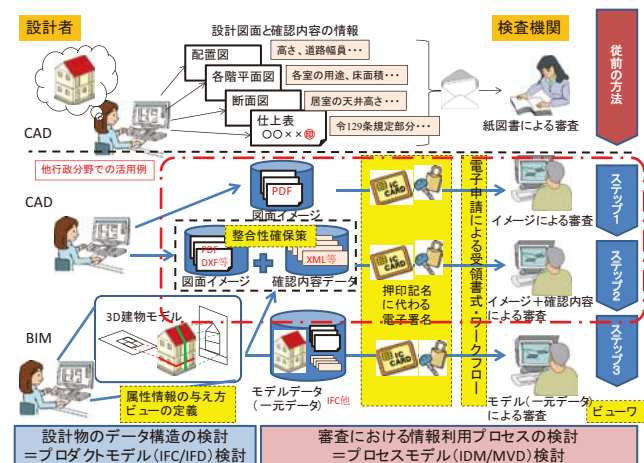 設計者
設計図面と確認内容の情報
検査機関
従前の方法
配置図
高さ、道路幅員・・・
各階平面図
各室の用途、床面積・・・
断面図
居室の天井高さ・・・
仕上表
○○××㊞
令129条規定部分・・・
紙図書による審査
CAD
他行政分野での活用例
CAD
PDF
図面イメージ
IC
CARD
イメージによる審査
ステップ1
整合性確保策
PDF
DXF等
XML等
図面イメージ
確認内容データ
IC
CARD
押印記名
に代わる
電子署名
電子申請による受領書式・ワークフロー
イメージ+確認内容
による審査
ステップ2
3D建物モデル
BIM
モデルデータ
(一元データ)
IFC他
IC
CARD
モデル(一元データ)
による審査
ステップ3
属性情報の与え方
ビューの定義
ビューワ
設計物のデータ構造の検討
=プロダクトモデル(IFC/IFD)検討
審査における情報利用プロセスの検討
=プロセスモデル(IDM/MVD)検討